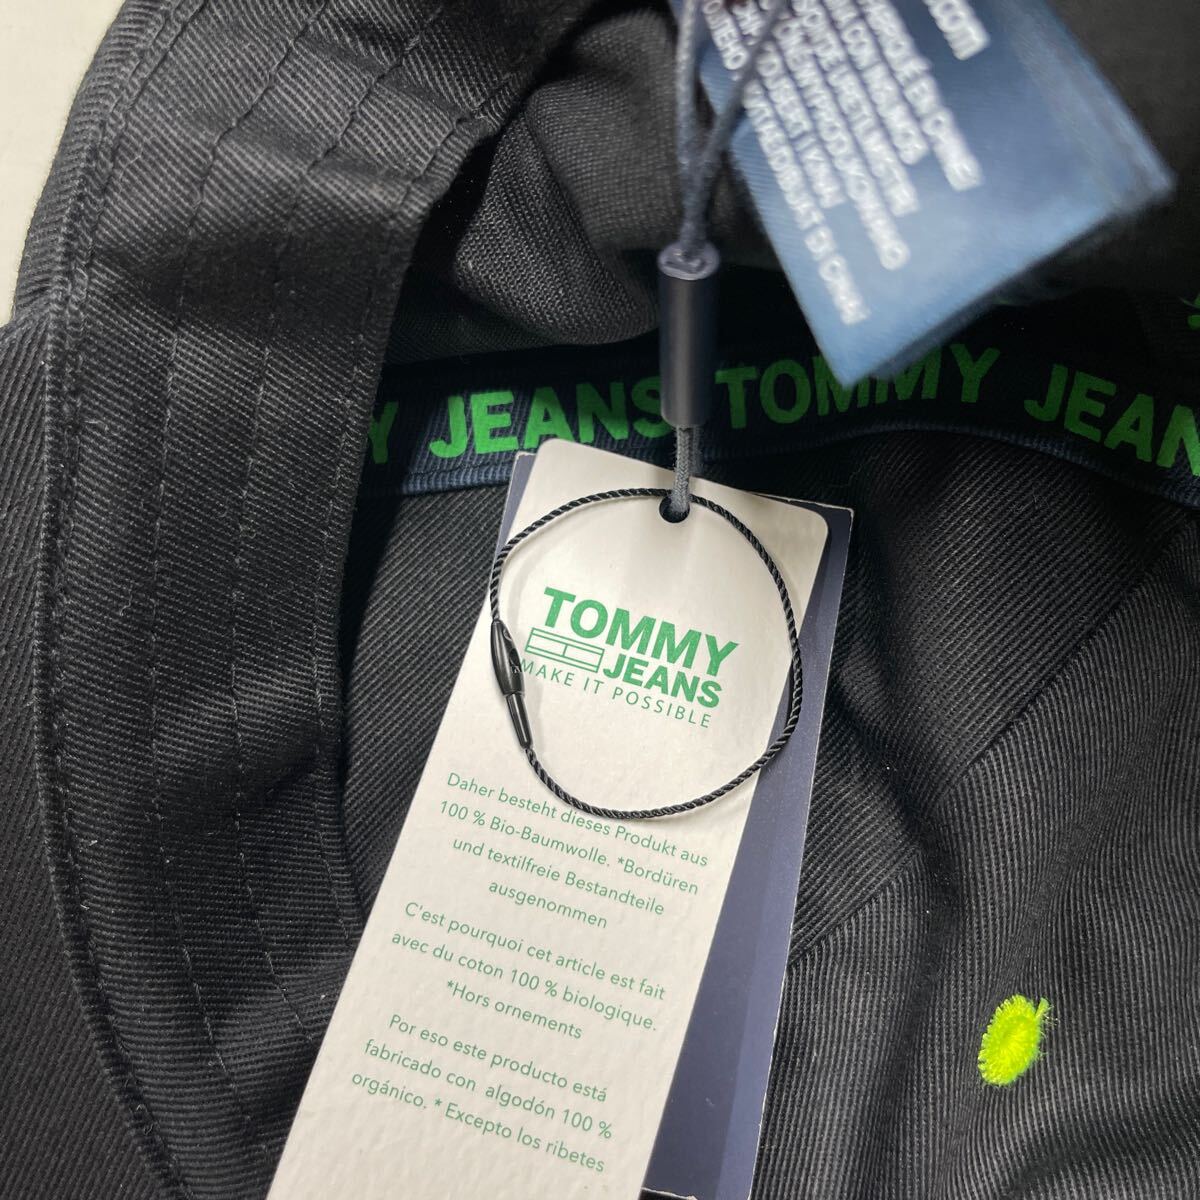 .com
JEANS TOMMY JEAN
TOMMY
JEANS
MAKE IT POSSIBLE
Daher besteht dieses Produkt aus
100 % Bio-Baumwolle. *Bordüren
und textilfreie Bestandteile
ausgenommen
C'est pourquoi cet article est fait
avec du coton 100 % biologique.
*Hors ornements
Por eso este producto está
fabricado con algodón 100 %
orgánico. * Excepto los ribetes